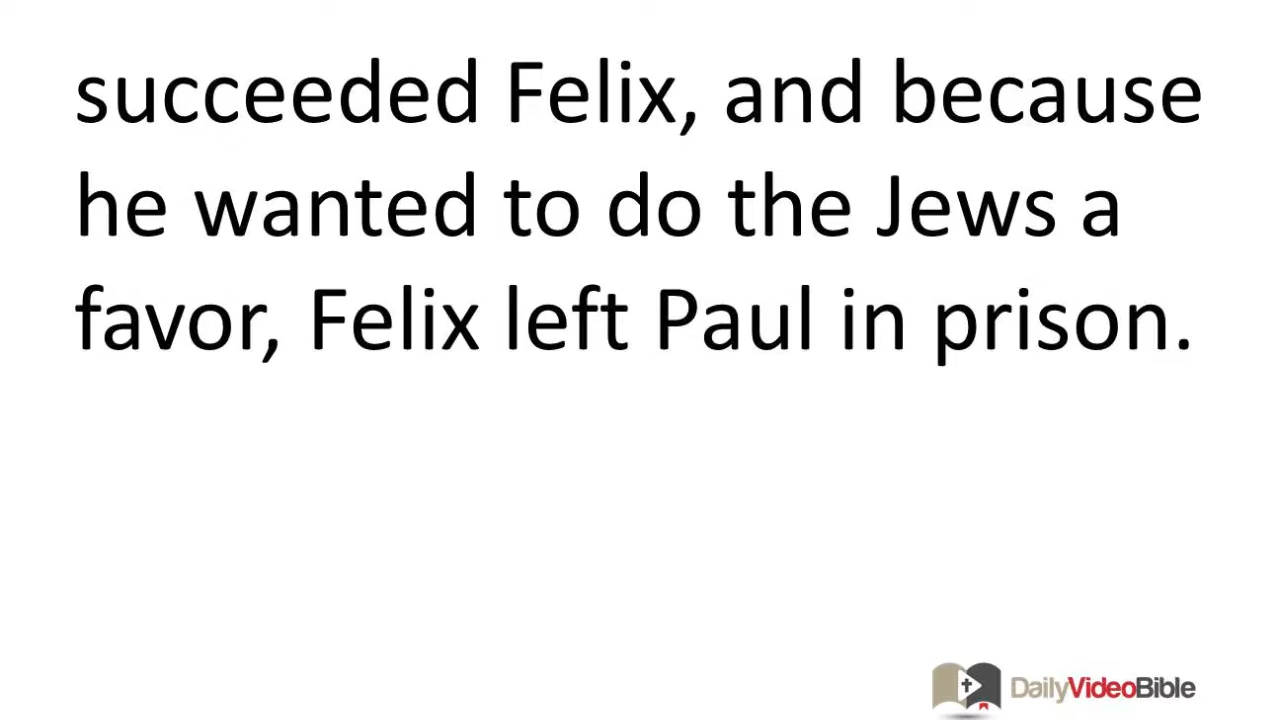 succeeded Felix, and because
he wanted to do the Jews a
favor, Felix left Paul in prison.
DailyVideoBible